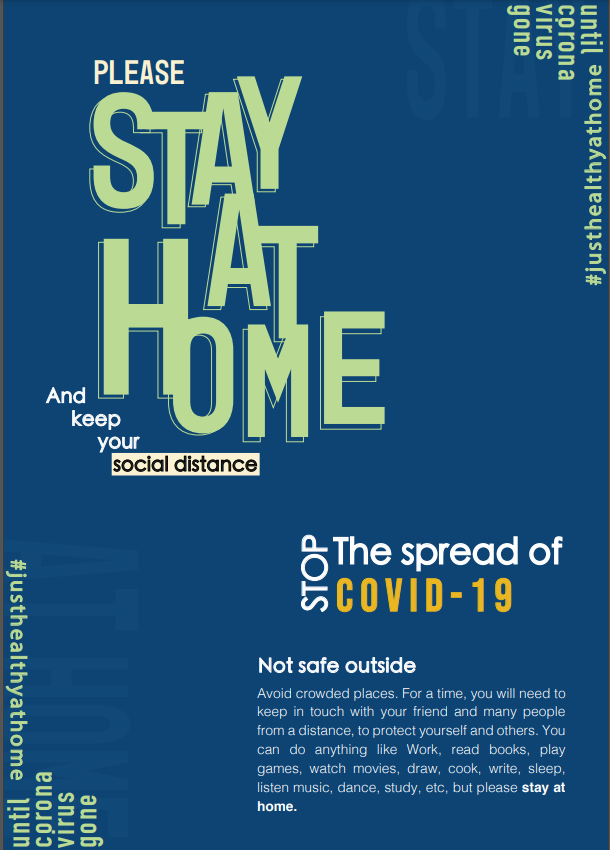 PLEASE
STAY
AT
HOME
And
keep
your
social distance
#justhealthyathome until
corona
virus
gone
STOP The spread of
COVID-19
Not safe outside
Avoid crowded places. For a time, you will need to
keep in touch with your friend and many people
from a distance, to protect yourself and others. You
can do anything like Work, read books, play
games, watch movies, draw, cook, write, sleep,
listen music, dance, study, etc, but please stay at
home.
#justhealthyathome until
corona
virus
gone
STAY
AT HOME